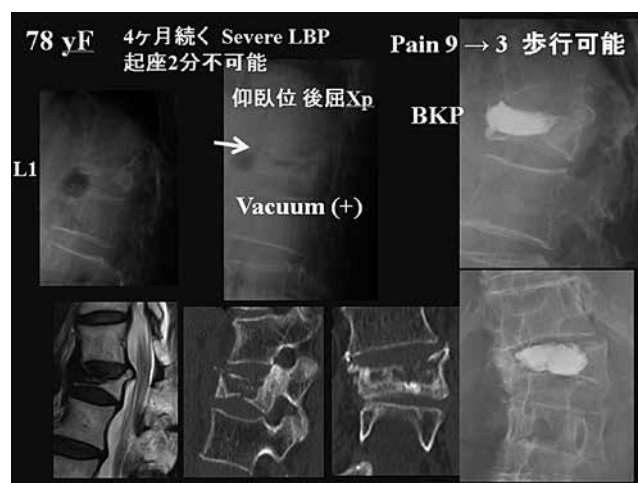 78 yF
4ヶ月続く Severe LBP
起座2分不可能
Pain 9 → 3 歩行可能
仰臥位 後屈Xp
BKP
L1
Vacuum (+)